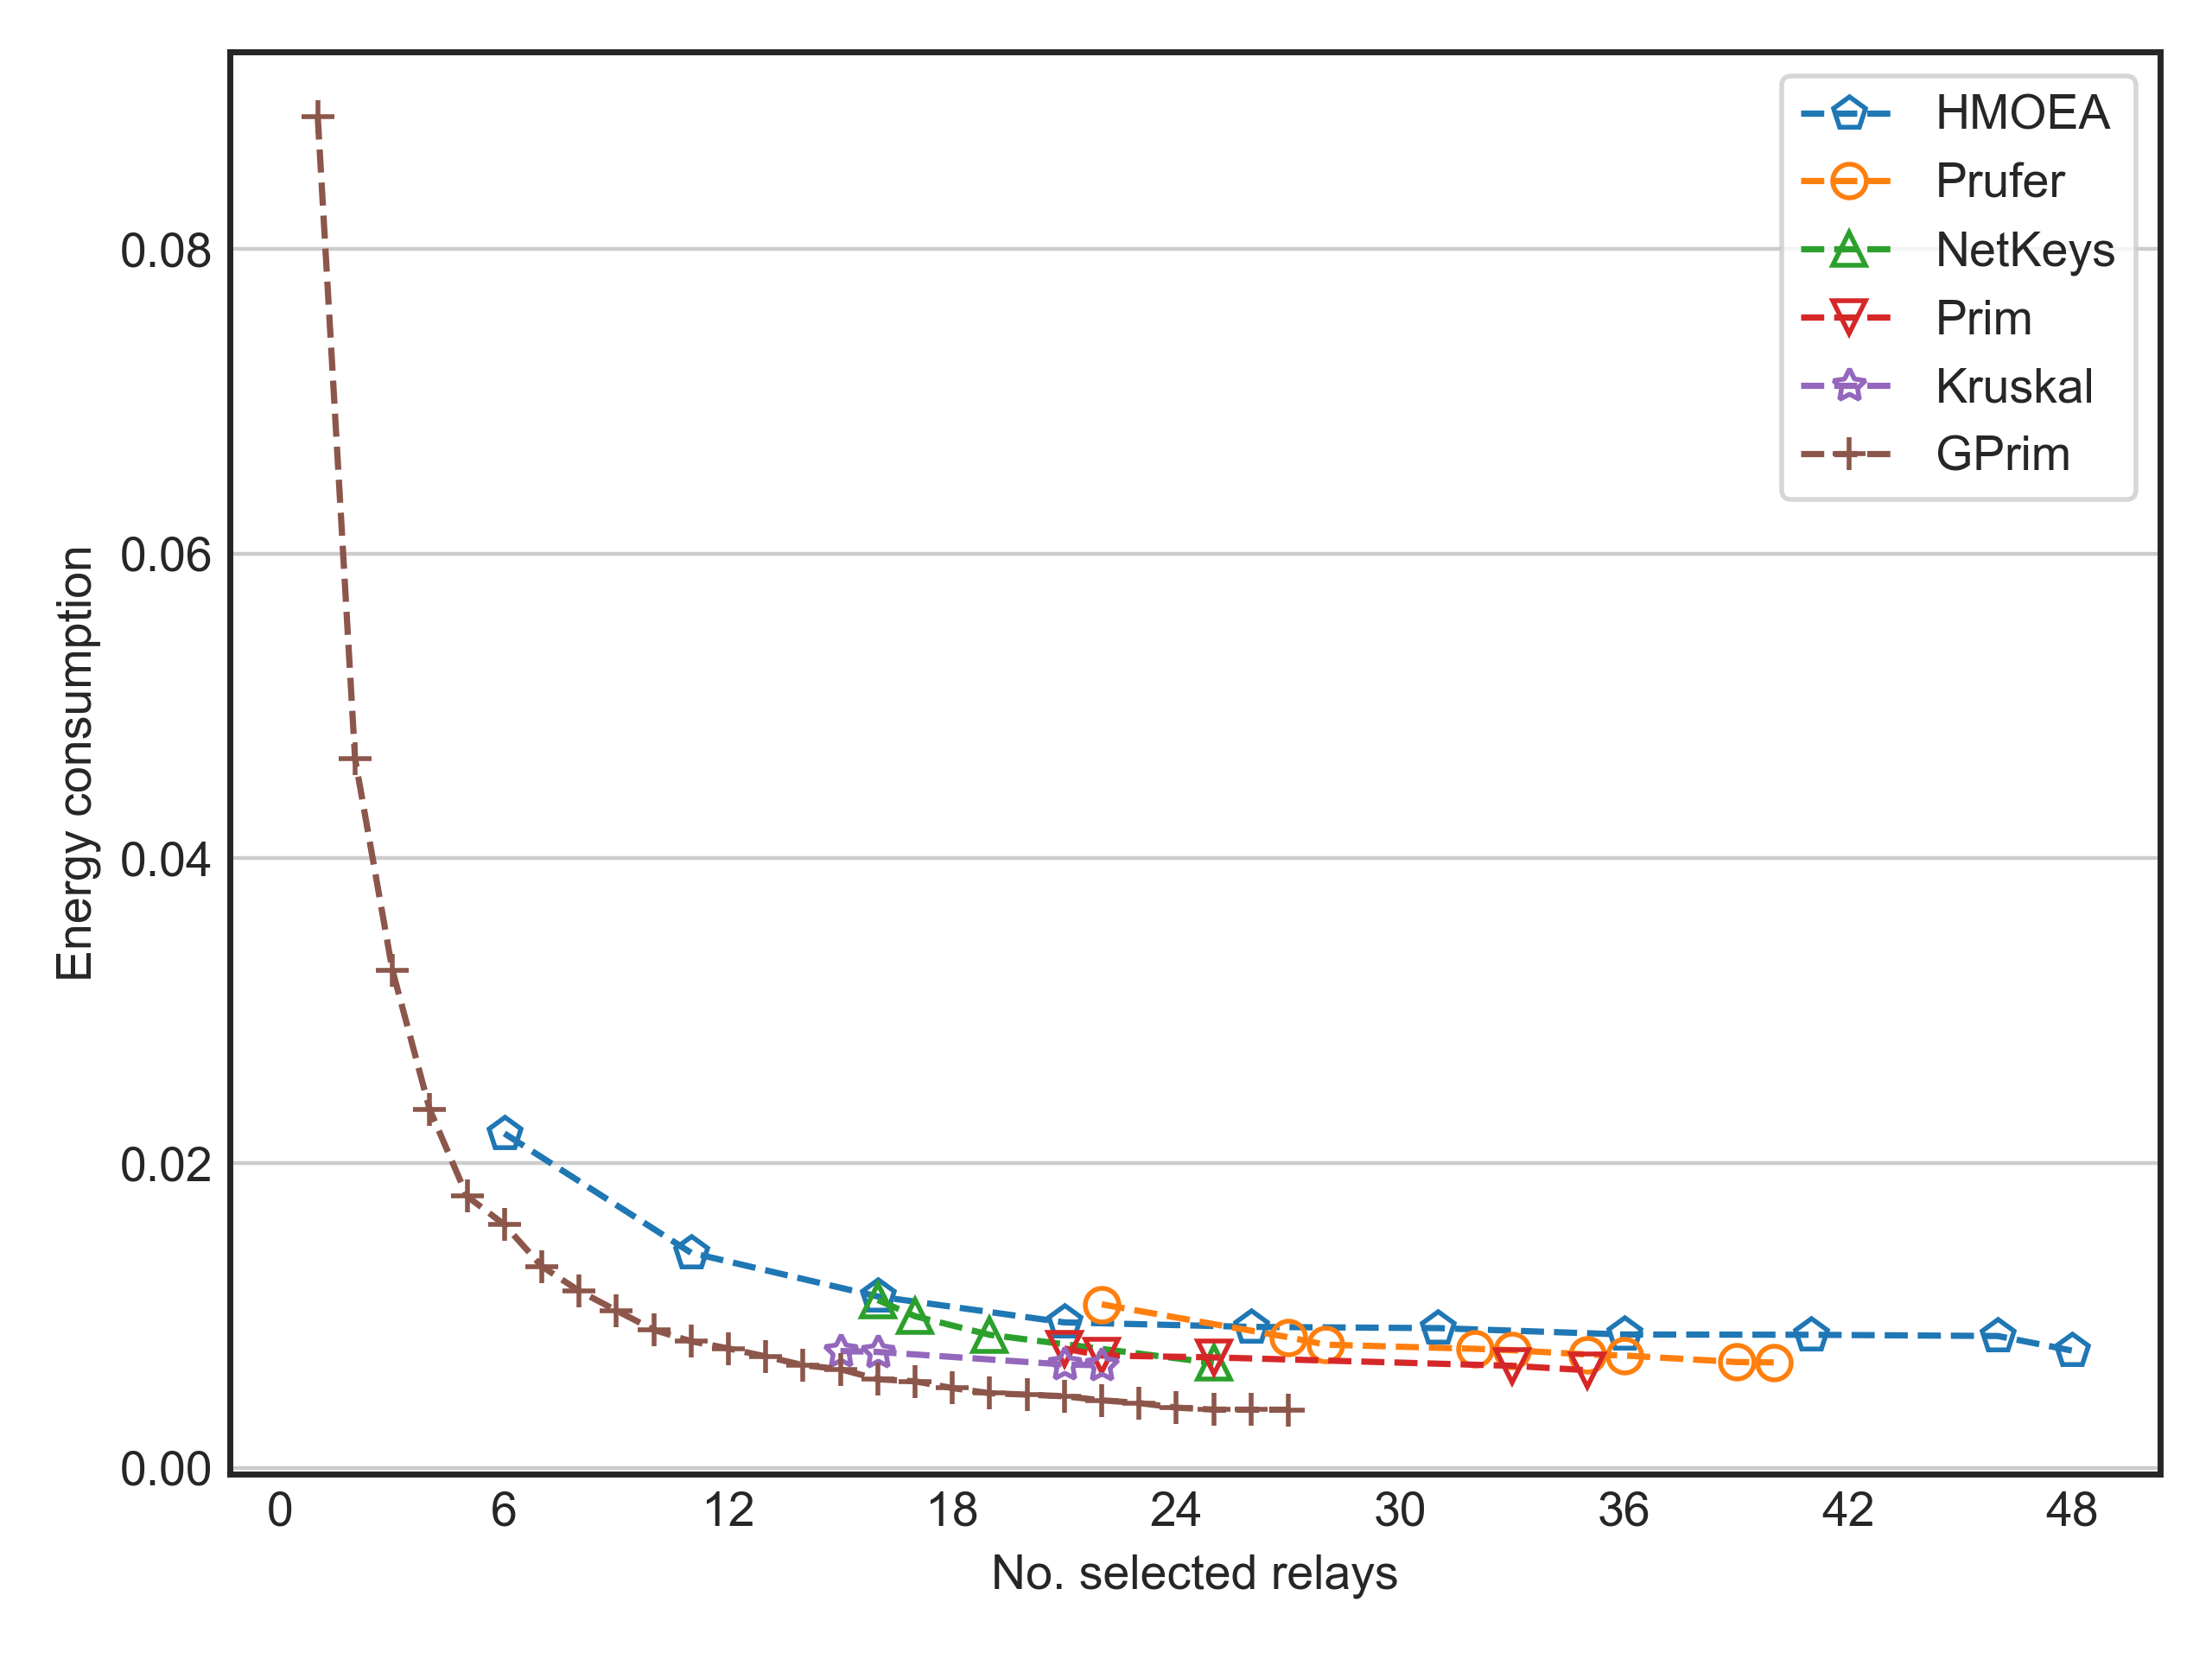 HMOEA
Prufer
NetKeys
Prim
Kruskal
GPrim
Energy consumption
0.08
0.06
0.04
0.02
0.00
0 6 12 18 24 30 36 42 48
No. selected relays